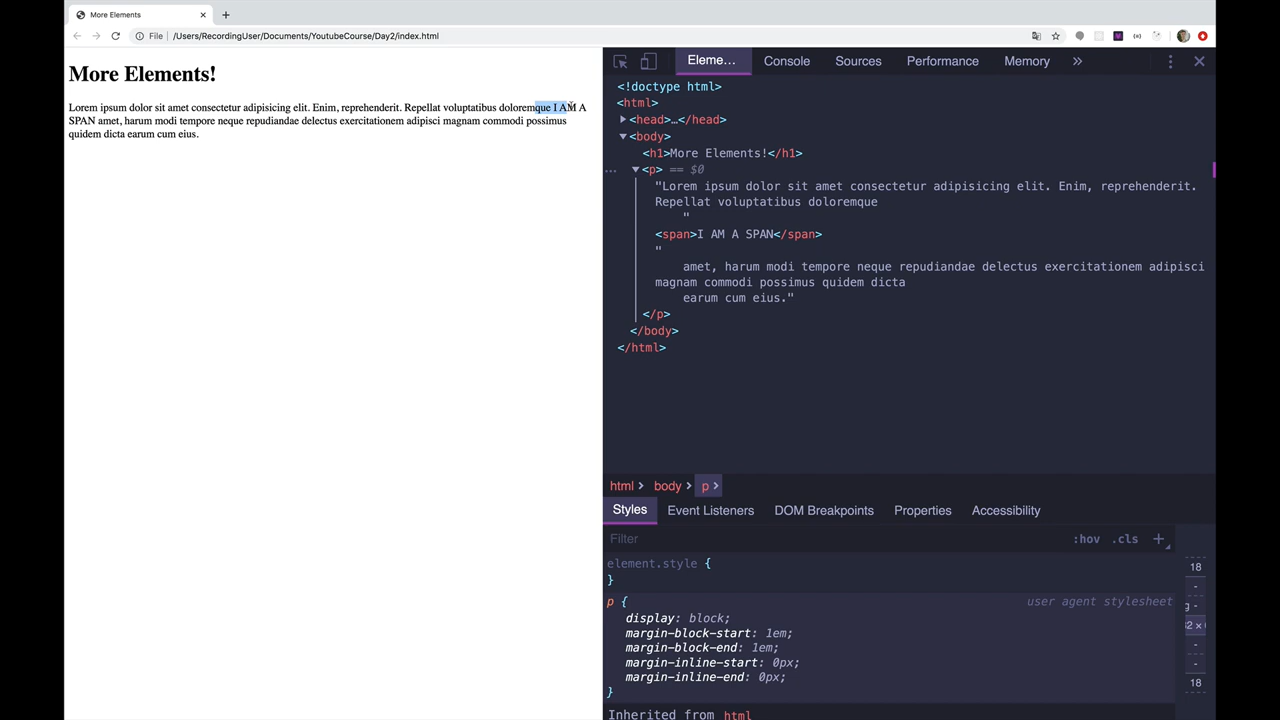 More Elements
File /Users/RecordingUser/Documents/YoutubeCourse/Day2/index.html
More Elements!
Lorem ipsum dolor sit amet consectetur adipisicing elit. Enim, reprehenderit. Repellat voluptatibus doloremque I AM A
SPAN amet, harum modi tempore neque repudiandae delectus exercitationem adipisci magnam commodi possimus
quidem dicta earum cum eius.
Eleme… Console Sources Performance Memory »
<!doctype html>
<html>
<head>…</head>
<body>
<h1>More Elements!</h1>
… <p> == $0
"Lorem ipsum dolor sit amet consectetur adipisicing elit. Enim, reprehenderit.
Repellat voluptatibus doloremque
"
<span>I AM A SPAN</span>
"
amet, harum modi tempore neque repudiandae delectus exercitationem adipisci
magnam commodi possimus quidem dicta
earum cum eius."
</p>
</body>
</html>
html body p
Styles Event Listeners DOM Breakpoints Properties Accessibility
Filter :hov .cls +
element.style {
}
p { user agent stylesheet
display: block;
margin-block-start: 1em;
margin-block-end: 1em;
margin-inline-start: 0px;
margin-inline-end: 0px;
}
Inherited from html
18
-
-
-
-
18